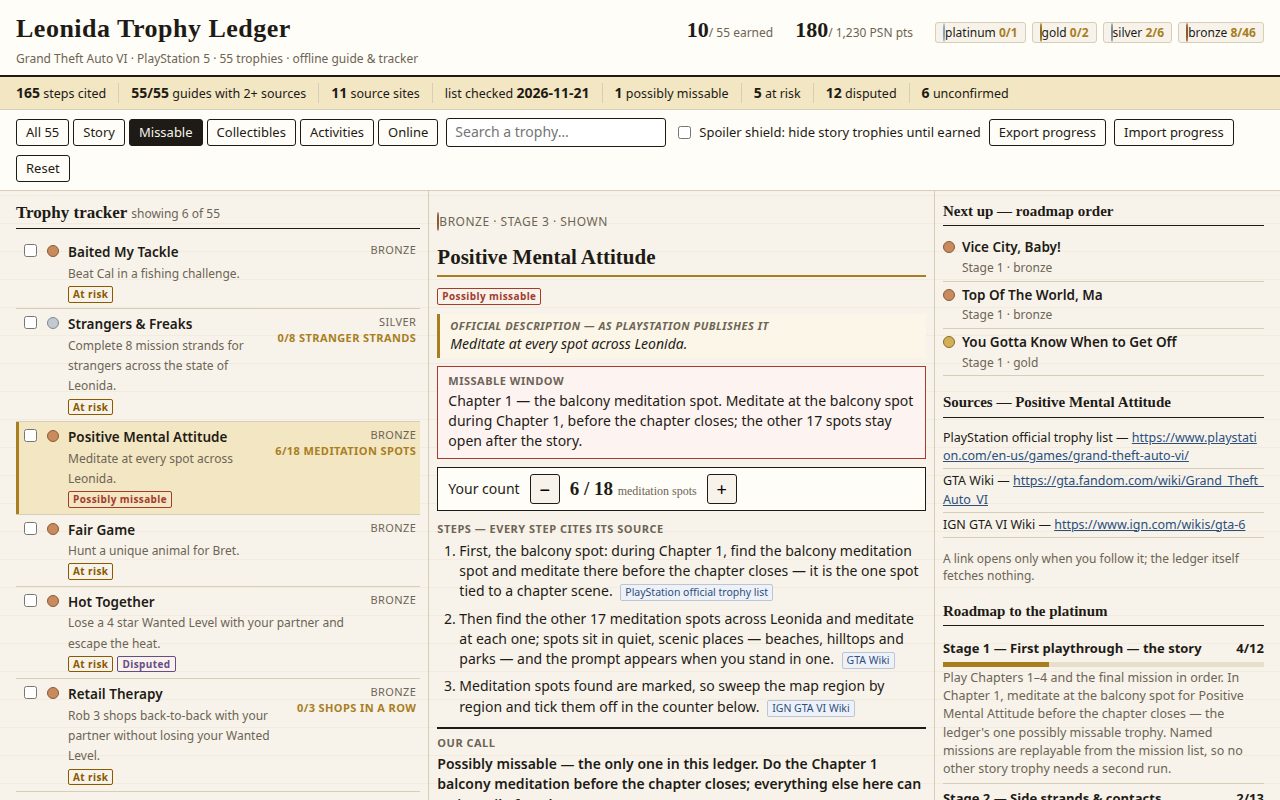 Leonida Trophy Ledger
Grand Theft Auto VI · PlayStation 5 · 55 trophies · offline guide & tracker
10 / 55 earned 180 / 1,230 PSN pts platinum 0/1 gold 0/2 silver 2/6 bronze 8/46
165 steps cited 55/55 guides with 2+ sources 11 source sites list checked 2026-11-21 1 possibly missable 5 at risk 12 disputed 6 unconfirmed
All 55 Story Missable Collectibles Activities Online Search a trophy... Spoiler shield: hide story trophies until earned Export progress Import progress
Reset
Trophy tracker showing 6 of 55
Baited My Tackle BRONZE
Beat Cal in a fishing challenge.
At risk
Strangers & Freaks SILVER
0/8 STRANGER STRANDS
Complete 8 mission strands for
strangers across the state of
Leonida.
At risk
Positive Mental Attitude BRONZE
6/18 MEDITATION SPOTS
Meditate at every spot across
Leonida.
Possibly missable
Fair Game BRONZE
Hunt a unique animal for Bret.
At risk
Hot Together BRONZE
Lose a 4 star Wanted Level with your partner and
escape the heat.
At risk Disputed
Retail Therapy BRONZE
0/3 SHOPS IN A ROW
Rob 3 shops back-to-back with your
partner without losing your Wanted
Level.
At risk
BRONZE · STAGE 3 · SHOWN
Positive Mental Attitude
Possibly missable
OFFICIAL DESCRIPTION — AS PLAYSTATION PUBLISHES IT
Meditate at every spot across Leonida.
MISSABLE WINDOW
Chapter 1 — the balcony meditation spot. Meditate at the balcony spot
during Chapter 1, before the chapter closes; the other 17 spots stay
open after the story.
Your count − 6 / 18 meditation spots +
STEPS — EVERY STEP CITES ITS SOURCE
1. First, the balcony spot: during Chapter 1, find the balcony meditation
spot and meditate there before the chapter closes — it is the one spot
tied to a chapter scene. PlayStation official trophy list
2. Then find the other 17 meditation spots across Leonida and meditate
at each one; spots sit in quiet, scenic places — beaches, hilltops and
parks — and the prompt appears when you stand in one. GTA Wiki
3. Meditation spots found are marked, so sweep the map region by
region and tick them off in the counter below. IGN GTA VI Wiki
OUR CALL
Possibly missable — the only one in this ledger. Do the Chapter 1
balcony meditation before the chapter closes; everything else here can
Next up — roadmap order
Vice City, Baby!
Stage 1 · bronze
Top Of The World, Ma
Stage 1 · bronze
You Gotta Know When to Get Off
Stage 1 · gold
Sources — Positive Mental Attitude
PlayStation official trophy list — https://www.playstati
on.com/en-us/games/grand-theft-auto-vi/
GTA Wiki — https://gta.fandom.com/wiki/Grand_Theft_
Auto_VI
IGN GTA VI Wiki — https://www.ign.com/wikis/gta-6
A link opens only when you follow it; the ledger itself
fetches nothing.
Roadmap to the platinum
Stage 1 — First playthrough — the story 4/12
Play Chapters 1–4 and the final mission in order. In
Chapter 1, meditate at the balcony spot for Positive
Mental Attitude before the chapter closes — the
ledger's one possibly missable trophy. Named
missions are replayable from the mission list, so no
other story trophy needs a second run.
Stage 2 — Side strands & contacts 2/13